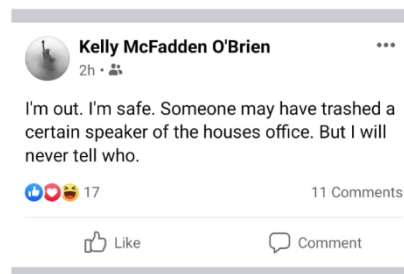 Kelly McFadden O'Brien
2h
I'm out. I'm safe. Someone may have trashed a
certain speaker of the houses office. But I will
never tell who.
17 11 Comments
Like Comment